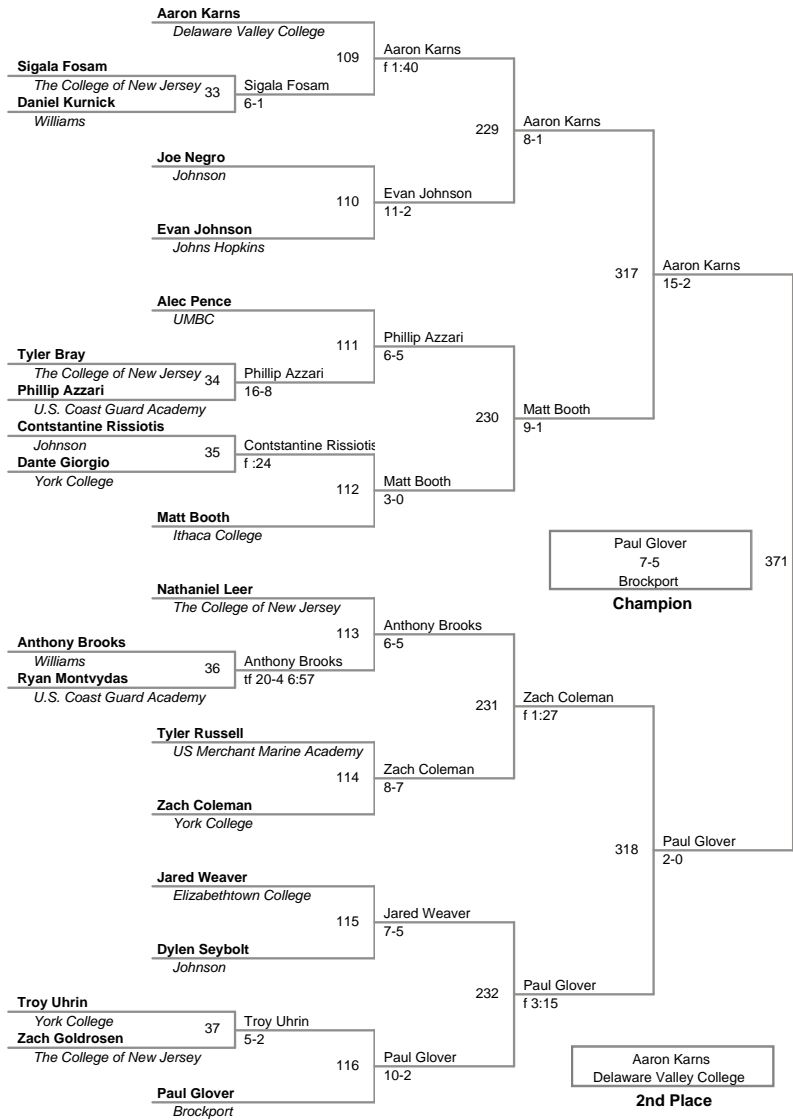 Aaron Karns
Delaware Valley College
109
Aaron Karns
f 1:40
Sigala Fosam
The College of New Jersey
33
Sigala Fosam
6-1
Daniel Kurnick
Williams
229
Aaron Karns
8-1
Joe Negro
Johnson
110
Evan Johnson
11-2
Evan Johnson
Johns Hopkins
317
Aaron Karns
15-2
Alec Pence
UMBC
111
Phillip Azzari
6-5
Tyler Bray
The College of New Jersey
34
Phillip Azzari
16-8
Phillip Azzari
U.S. Coast Guard Academy
230
Matt Booth
9-1
Contstantine Rissiotis
Johnson
35
Contstantine Rissiotis
f :24
Dante Giorgio
York College
112
Matt Booth
3-0
Matt Booth
Ithaca College
Paul Glover
7-5
Brockport
371
Champion
Nathaniel Leer
The College of New Jersey
113
Anthony Brooks
6-5
Anthony Brooks
Williams
36
Anthony Brooks
tf 20-4 6:57
Ryan Montvydas
U.S. Coast Guard Academy
231
Zach Coleman
f 1:27
Tyler Russell
US Merchant Marine Academy
114
Zach Coleman
8-7
Zach Coleman
York College
318
Paul Glover
2-0
Jared Weaver
Elizabethtown College
115
Jared Weaver
7-5
Dylen Seybolt
Johnson
232
Paul Glover
f 3:15
Troy Uhrin
York College
37
Troy Uhrin
5-2
Zach Goldrosen
The College of New Jersey
116
Paul Glover
10-2
Paul Glover
Brockport
Aaron Karns
Delaware Valley College
2nd Place